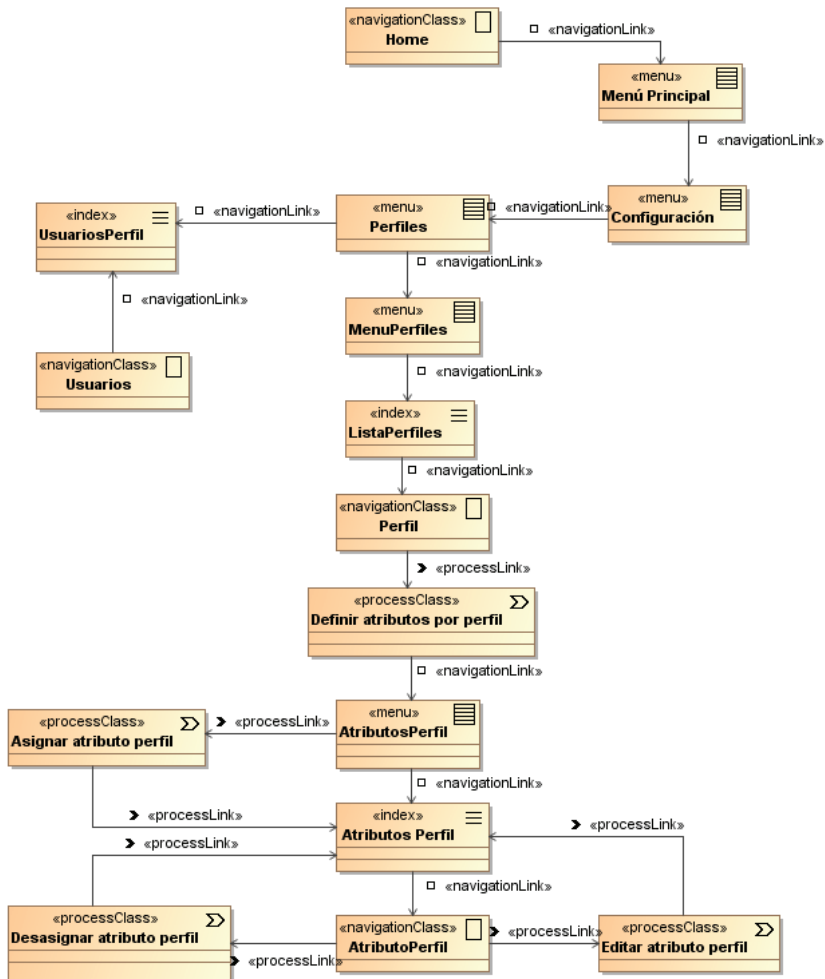 «navigationClass»
Home
«navigationLink»
«menu»
Menú Principal
«navigationLink»
«menu»
Configuración
«navigationLink»
«menu»
Perfiles
«navigationLink»
«index»
UsuariosPerfil
«navigationLink»
«navigationClass»
Usuarios
«navigationLink»
«menu»
MenuPerfiles
«navigationLink»
«index»
ListaPerfiles
«navigationLink»
«navigationClass»
Perfil
«processLink»
«processClass»
Definir atributos por perfil
«navigationLink»
«menu»
AtributosPerfil
«processLink»
«processClass»
Asignar atributo perfil
«navigationLink»
«processLink»
«index»
Atributos Perfil
«processLink»
«processLink»
«navigationLink»
«processClass»
Desasignar atributo perfil
«navigationClass»
AtributoPerfil
«processLink»
«processClass»
Editar atributo perfil
«processLink»